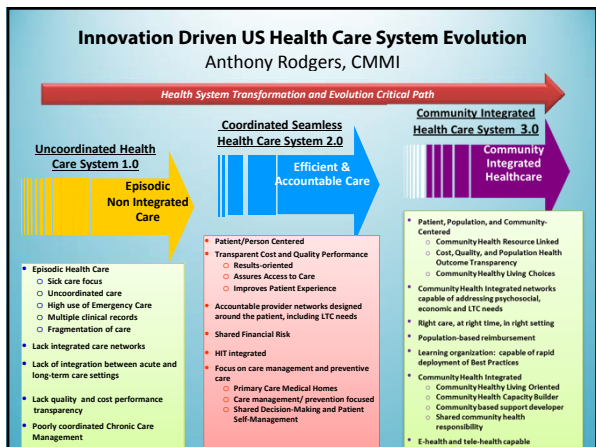 Innovation Driven US Health Care System Evolution
Anthony Rodgers, CMMI
Health System Transformation and Evolution Critical Path
Uncoordinated Health
Care System 1.0
Episodic
Non Integrated
Care
• Episodic Health Care
o Sick care focus
o Uncoordinated care
o High use of Emergency Care
o Multiple clinical records
o Fragmentation of care
• Lack integrated care networks
• Lack of integration between acute and
long-term care settings
• Lack quality and cost performance
transparency
• Poorly coordinated Chronic Care
Management
Coordinated Seamless
Health Care System 2.0
Efficient &
Accountable Care
• Patient/Person Centered
• Transparent Cost and Quality Performance
o Results-oriented
o Assures Access to Care
o Improves Patient Experience
• Accountable provider networks designed
around the patient, including LTC needs
• Shared Financial Risk
• HIT integrated
• Focus on care management and preventive
care
o Primary Care Medical Homes
o Care management/ prevention focused
o Shared Decision-Making and Patient
Self-Management
Community Integrated
Health Care System 3.0
Community
Integrated
Healthcare
• Patient, Population, and Community-
Centered
o Community Health Resource Linked
o Cost, Quality, and Population Health
Outcome Transparency
o Community Healthy Living Choices
• Community Health Integrated networks
capable of addressing psychosocial,
economic and LTC needs
• Right care, at right time, in right setting
• Population-based reimbursement
• Learning organization: capable of rapid
deployment of Best Practices
• Community Health Integrated
o Community Healthy Living Oriented
o Community Health Capacity Builder
o Community based support developer
o Shared community health
responsibility
• E-health and tele-health capable